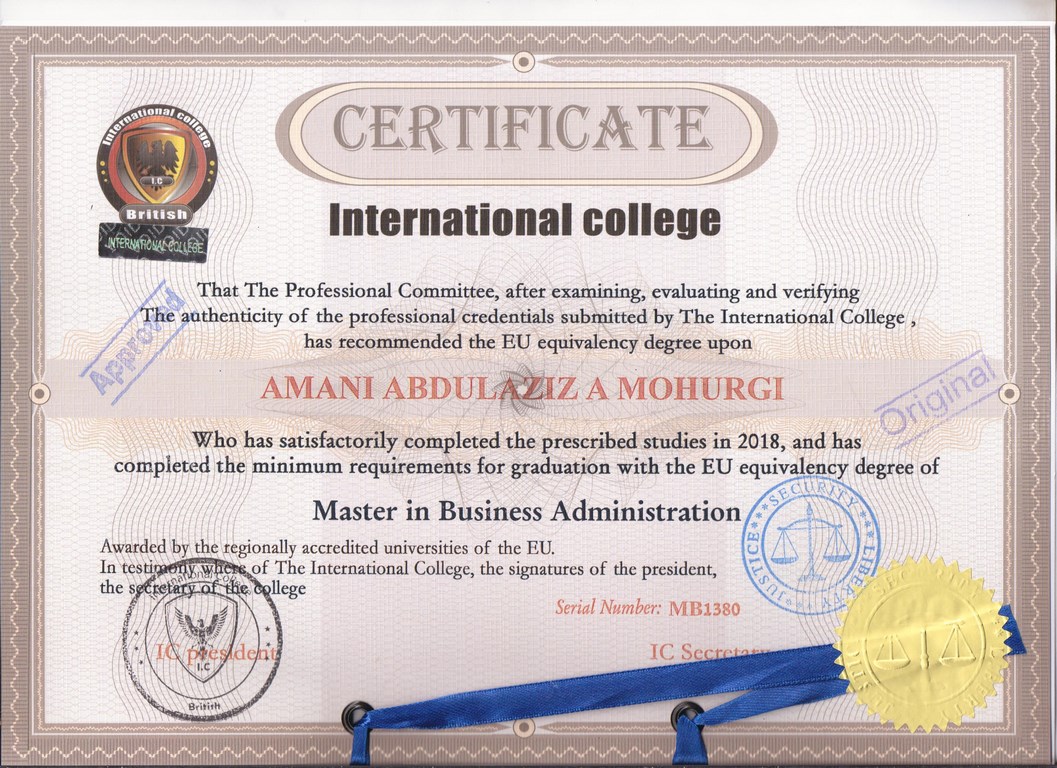 International college
I.C
British
INTERNATIONAL COLLEGE
CERTIFICATE
International college
That The Professional Committee, after examining, evaluating and verifying
The authenticity of the professional credentials submitted by The International College ,
has recommended the EU equivalency degree upon
Approved
AMANI ABDULAZIZ A MOHURGI
Original
Who has satisfactorily completed the prescribed studies in 2018, and has
completed the minimum requirements for graduation with the EU equivalency degree of
Master in Business Administration
Awarded by the regionally accredited universities of the EU.
In testimony where of The International College, the signatures of the president,
the secretary of the college
SECURITY
JUSTICE
LIBERTY
Serial Number: MB1380
International College
I.C
British
IC president
IC Secretary